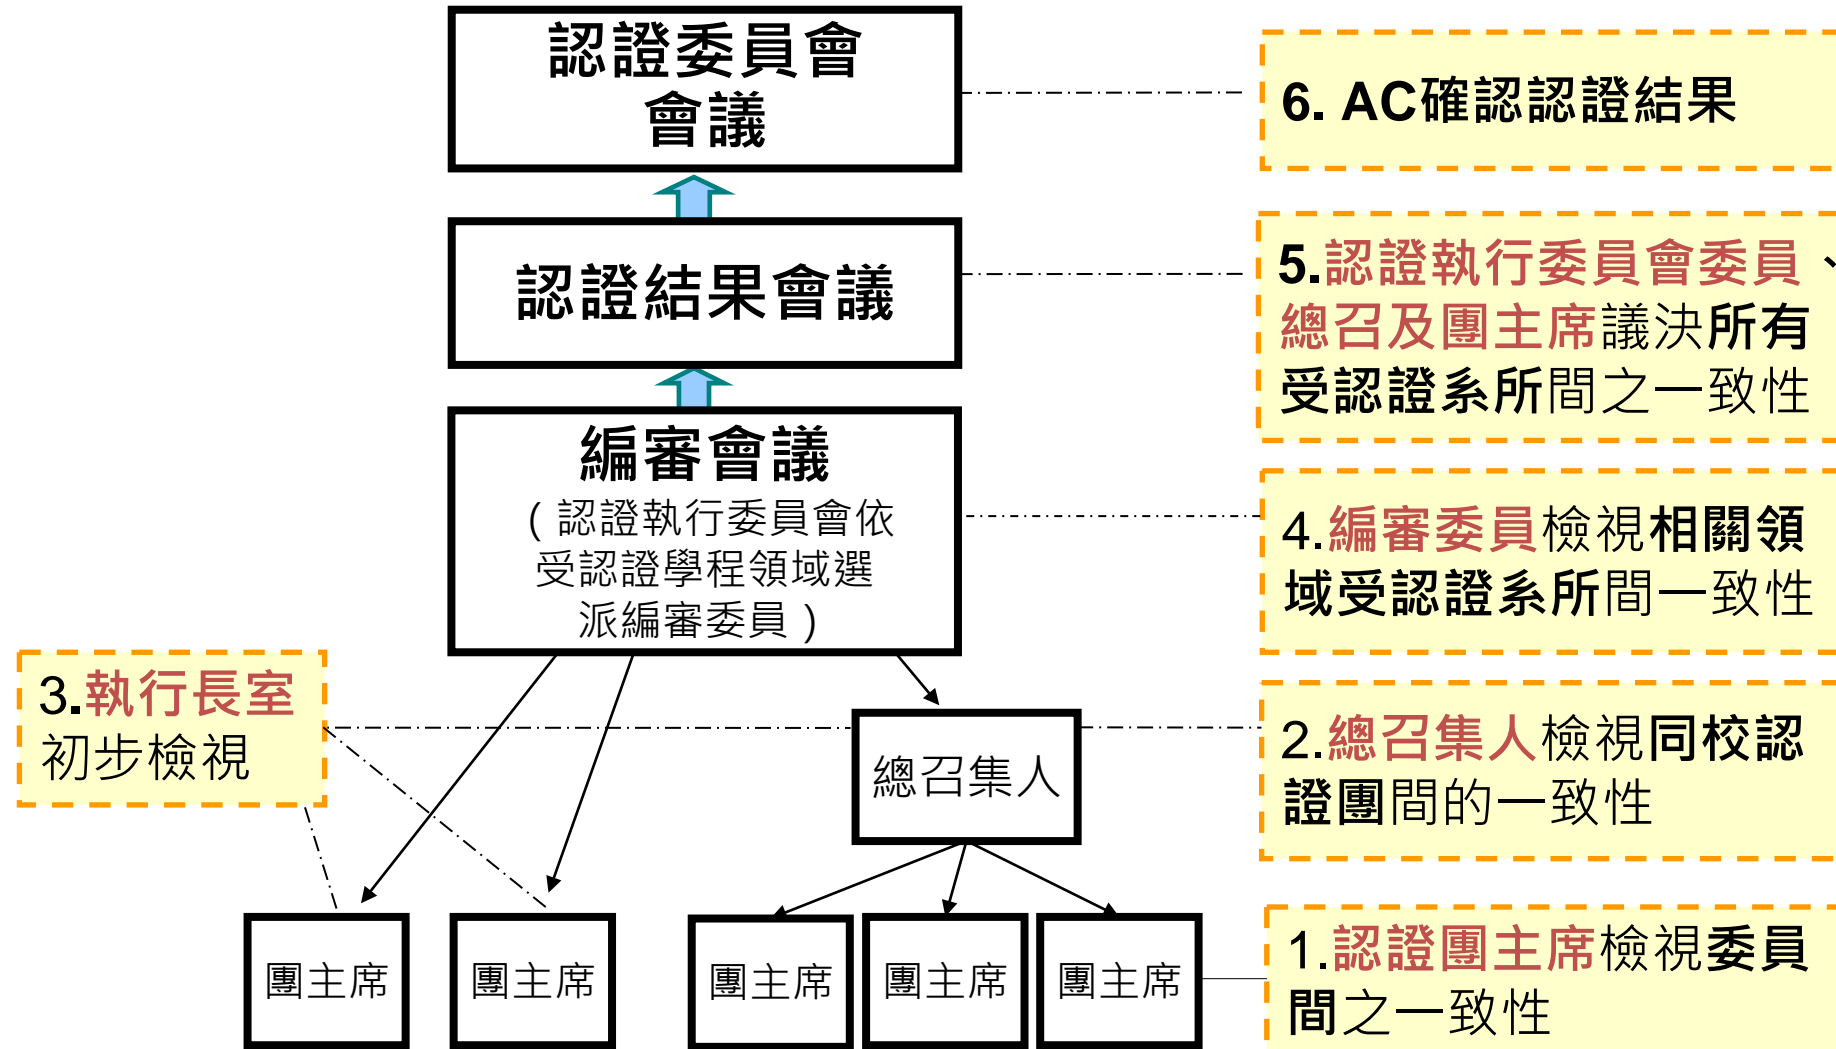 認證委員會
會議
6. AC確認認證結果
認證結果會議
5.認證執行委員會委員、
總召及團主席議決所有
受認證系所間之一致性
編審會議
(認證執行委員會依
受認證學程領域選
派編審委員)
4.編審委員檢視相關領
域受認證系所間一致性
3.執行長室
初步檢視
總召集人
2.總召集人檢視同校認
證團間的一致性
團主席
團主席
團主席
團主席
團主席
1.認證團主席檢視委員
間之一致性